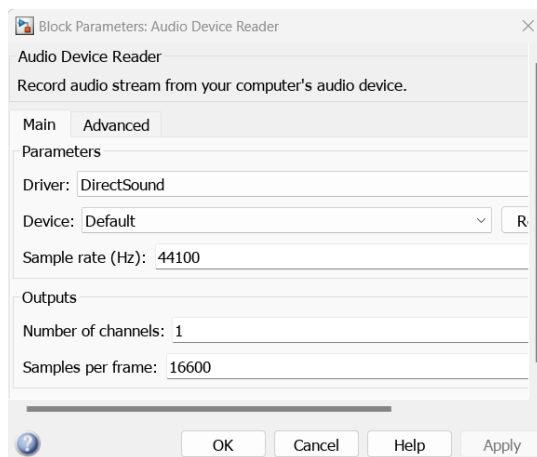 Block Parameters: Audio Device Reader
Audio Device Reader
Record audio stream from your computer's audio device.
Main Advanced
Parameters
Driver: DirectSound
Device: Default
Sample rate (Hz): 44100
Outputs
Number of channels: 1
Samples per frame: 16600
? OK Cancel Help Apply